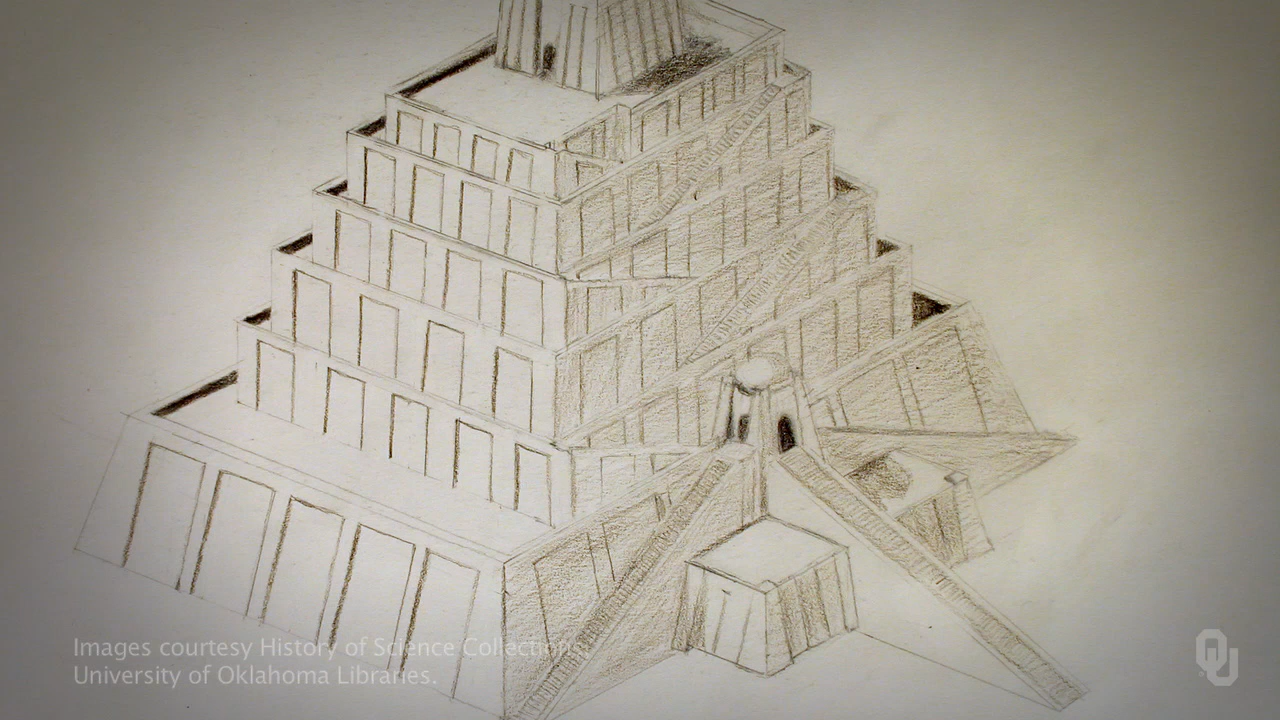 Images courtesy History of Science Collections,
University of Oklahoma Libraries.